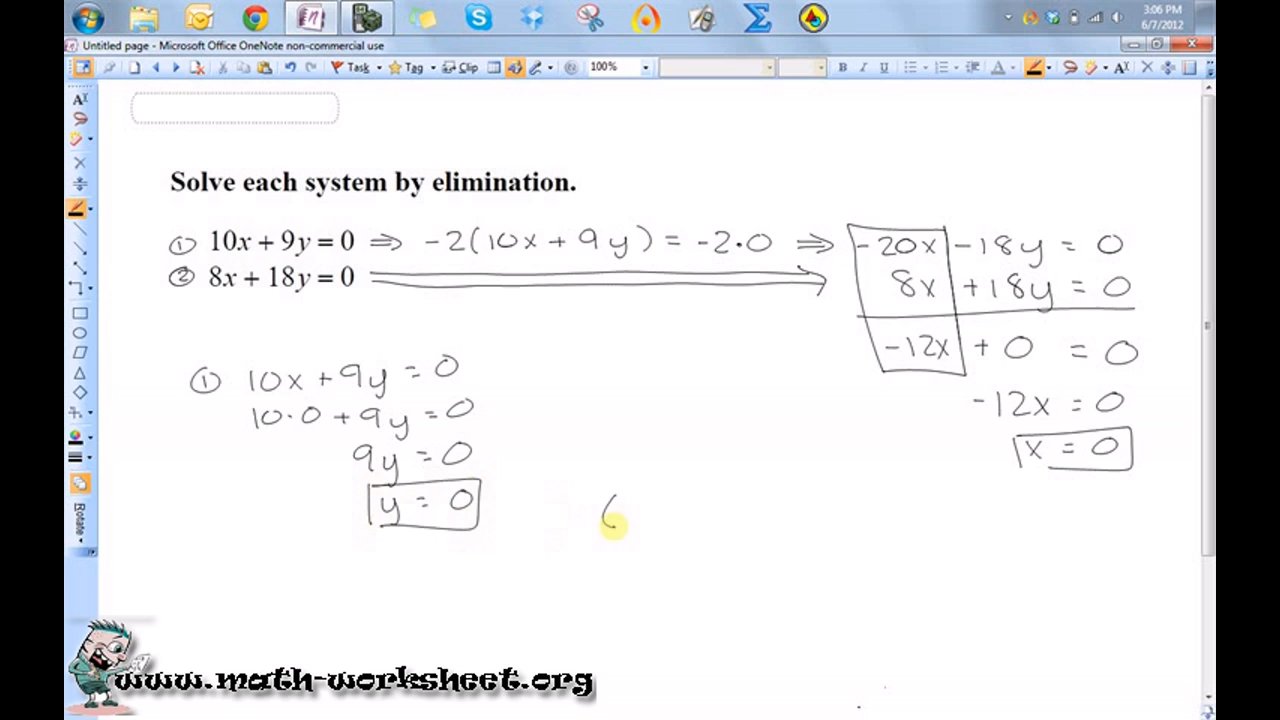 3:06 PM
6/7/2012
Untitled page - Microsoft Office OneNote non-commercial use
Task Tag Clip 100% B I U A
Solve each system by elimination.
① 10x + 9y = 0 ⇒ -2(10x + 9y) = -2·0 ⇒ -20x - 18y = 0
② 8x + 18y = 0 ⇒ 8x + 18y = 0
-12x + 0 = 0
-12x = 0
x = 0
① 10x + 9y = 0
10·0 + 9y = 0
9y = 0
y = 0
(
Rotate
www.math-worksheet.org